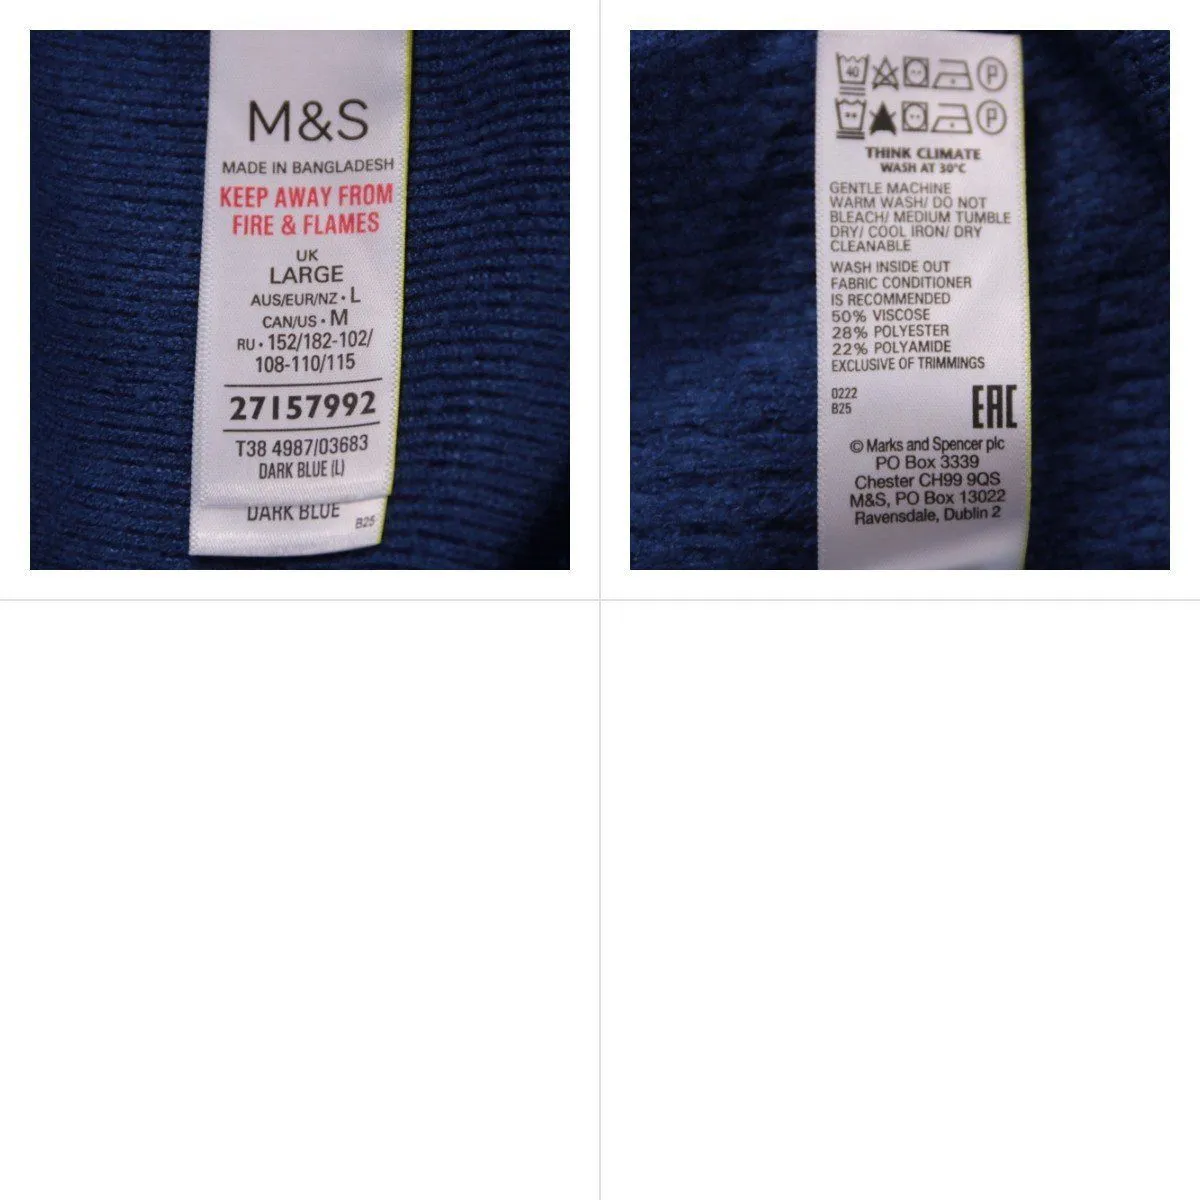 M&S
MADE IN BANGLADESH
KEEP AWAY FROM
FIRE & FLAMES
UK
LARGE
AUS/EUR/NZ • L
CAN/US • M
RU • 152/182-102/
108-110/115
27157992
T38 4987/03683
DARK BLUE (L)
DARK BLUE
B25
40
P
P
THINK CLIMATE
WASH AT 30°C
GENTLE MACHINE
WARM WASH/ DO NOT
BLEACH/ MEDIUM TUMBLE
DRY/ COOL IRON/ DRY
CLEANABLE
WASH INSIDE OUT
FABRIC CONDITIONER
IS RECOMMENDED
50% VISCOSE
28% POLYESTER
22% POLYAMIDE
EXCLUSIVE OF TRIMMINGS
0222
B25
EAC
© Marks and Spencer plc
PO Box 3339
Chester CH99 9QS
M&S, PO Box 13022
Ravensdale, Dublin 2